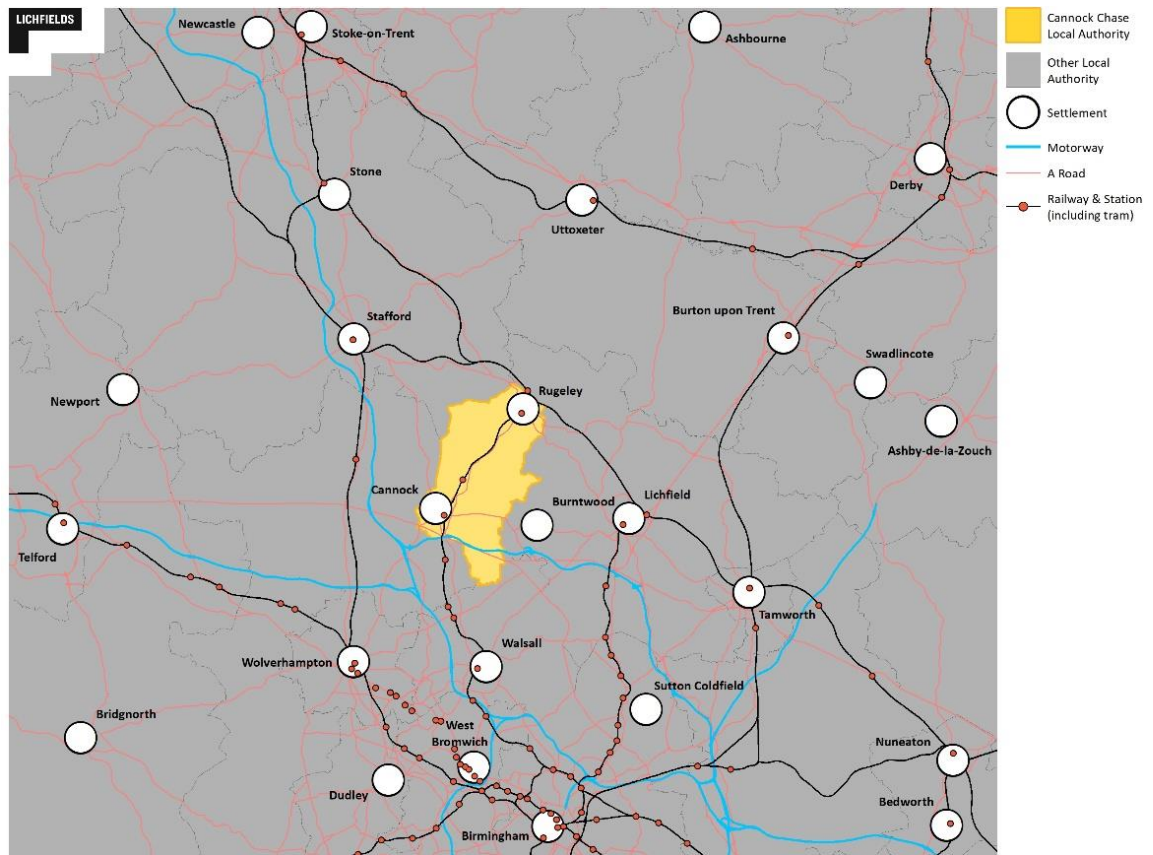 LICHFIELDS
Newcastle
Stoke-on-Trent
Ashbourne
Stone
Derby
Uttoxeter
Stafford
Burton upon Trent
Swadlincote
Newport
Rugeley
Ashby-de-la-Zouch
Cannock
Burntwood
Lichfield
Telford
Tamworth
Wolverhampton
Walsall
Sutton Coldfield
Bridgnorth
West
Bromwich
Nuneaton
Dudley
Bedworth
Birmingham
Cannock Chase
Local Authority
Other Local
Authority
Settlement
Motorway
A Road
Railway & Station
(including tram)